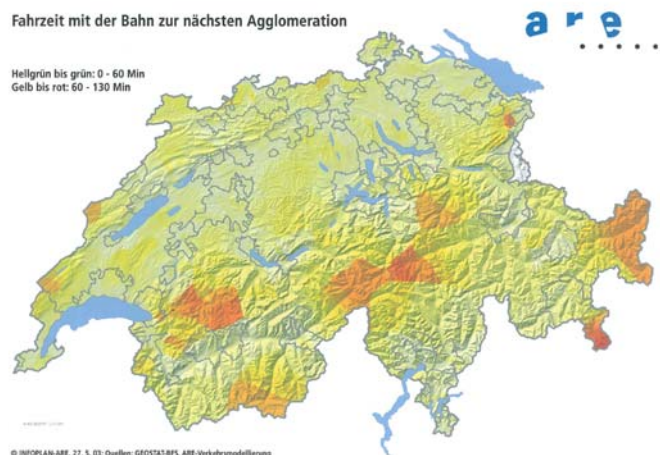 Fahrzeit mit der Bahn zur nächsten Agglomeration
are
Hellgrün bis grün: 0 - 60 Min
Gelb bis rot: 60 - 130 Min
© INFOPLAN-ARE, 27. 5. 03; Quellen: GEOSTAT-BFS, ARE-Verkehrsmodellierung